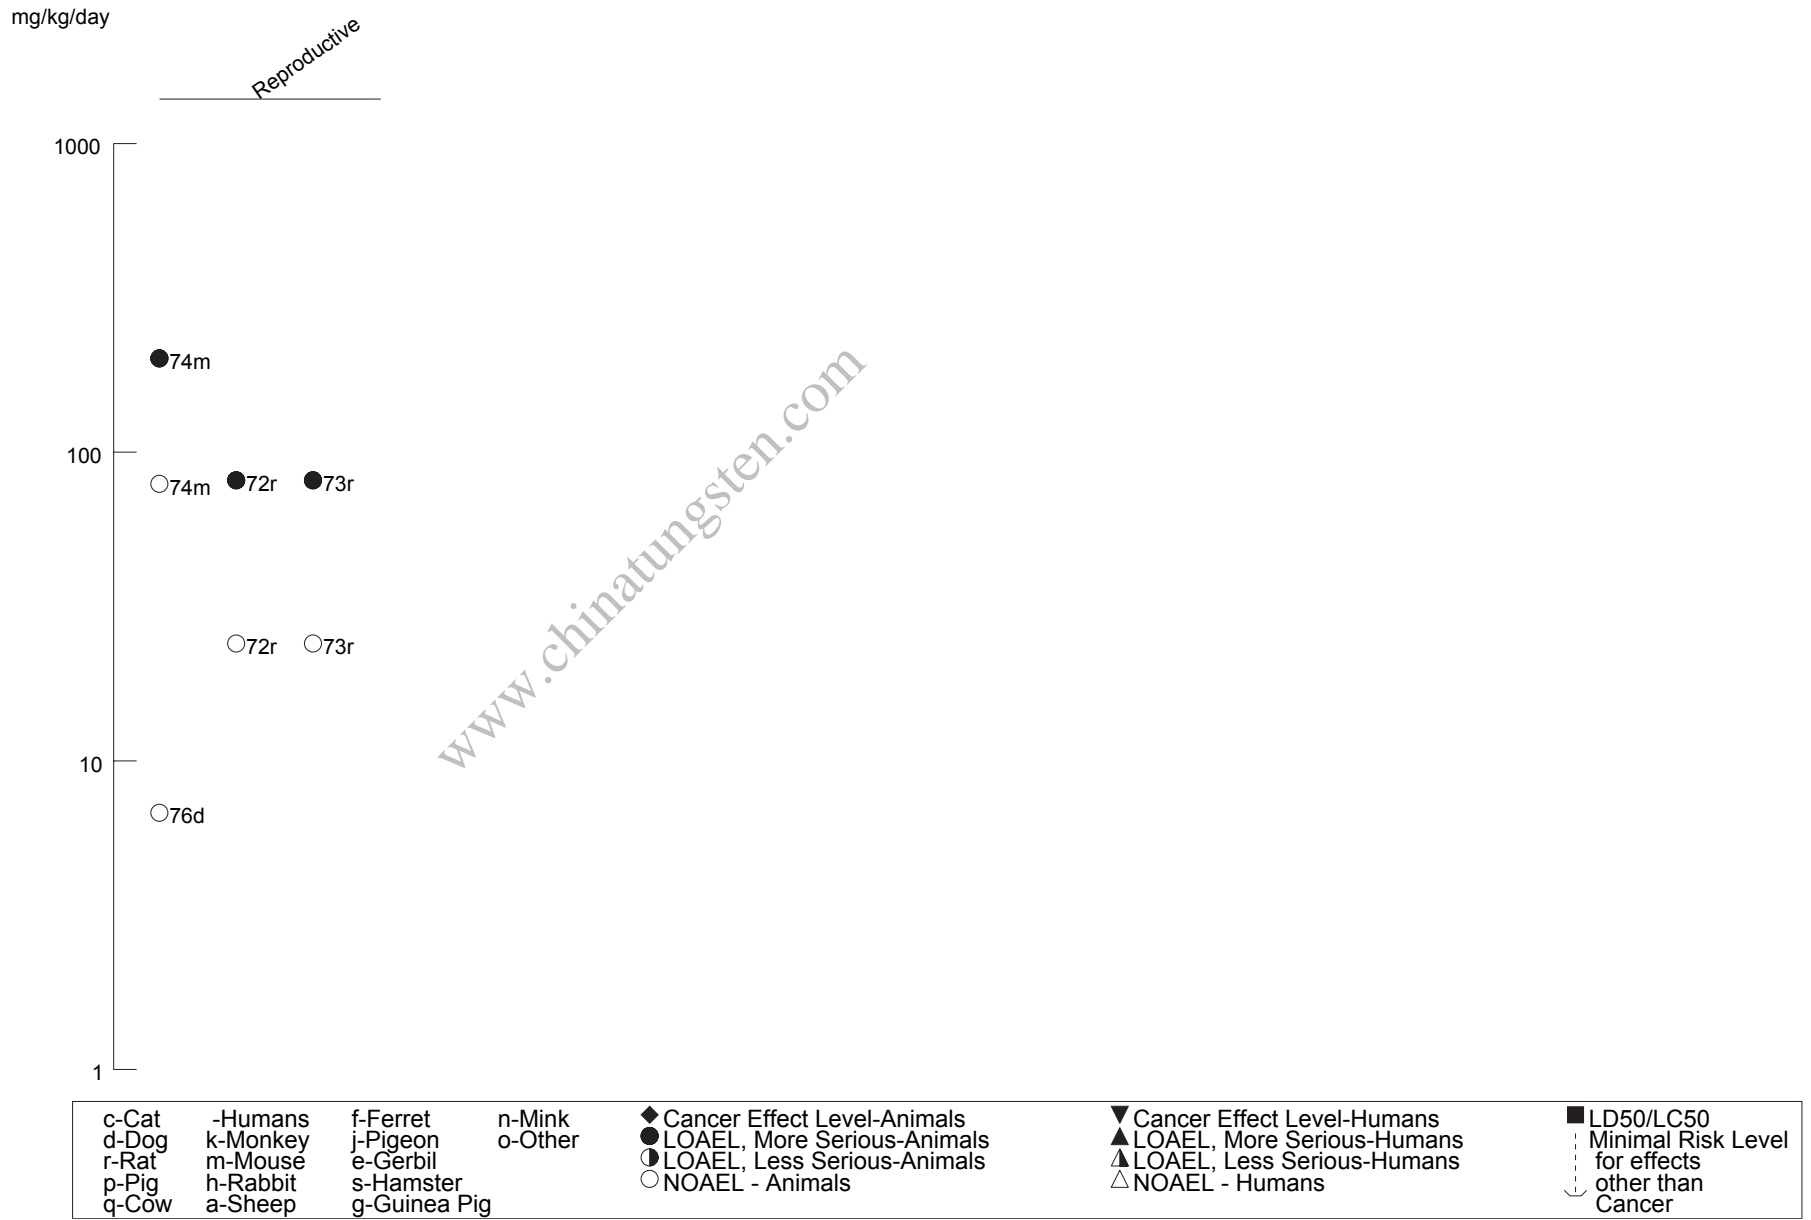 mg/kg/day
Reproductive
1000
74m
100
74m
72r
73r
72r
73r
10
76d
1
www.chinatungsten.com
c-Cat -Humans f-Ferret n-Mink
d-Dog k-Monkey j-Pigeon o-Other
r-Rat m-Mouse e-Gerbil
p-Pig h-Rabbit s-Hamster
q-Cow a-Sheep g-Guinea Pig
Cancer Effect Level-Animals
LOAEL, More Serious-Animals
LOAEL, Less Serious-Animals
NOAEL - Animals
Cancer Effect Level-Humans
LOAEL, More Serious-Humans
LOAEL, Less Serious-Humans
NOAEL - Humans
LD50/LC50
Minimal Risk Level
for effects
other than
Cancer